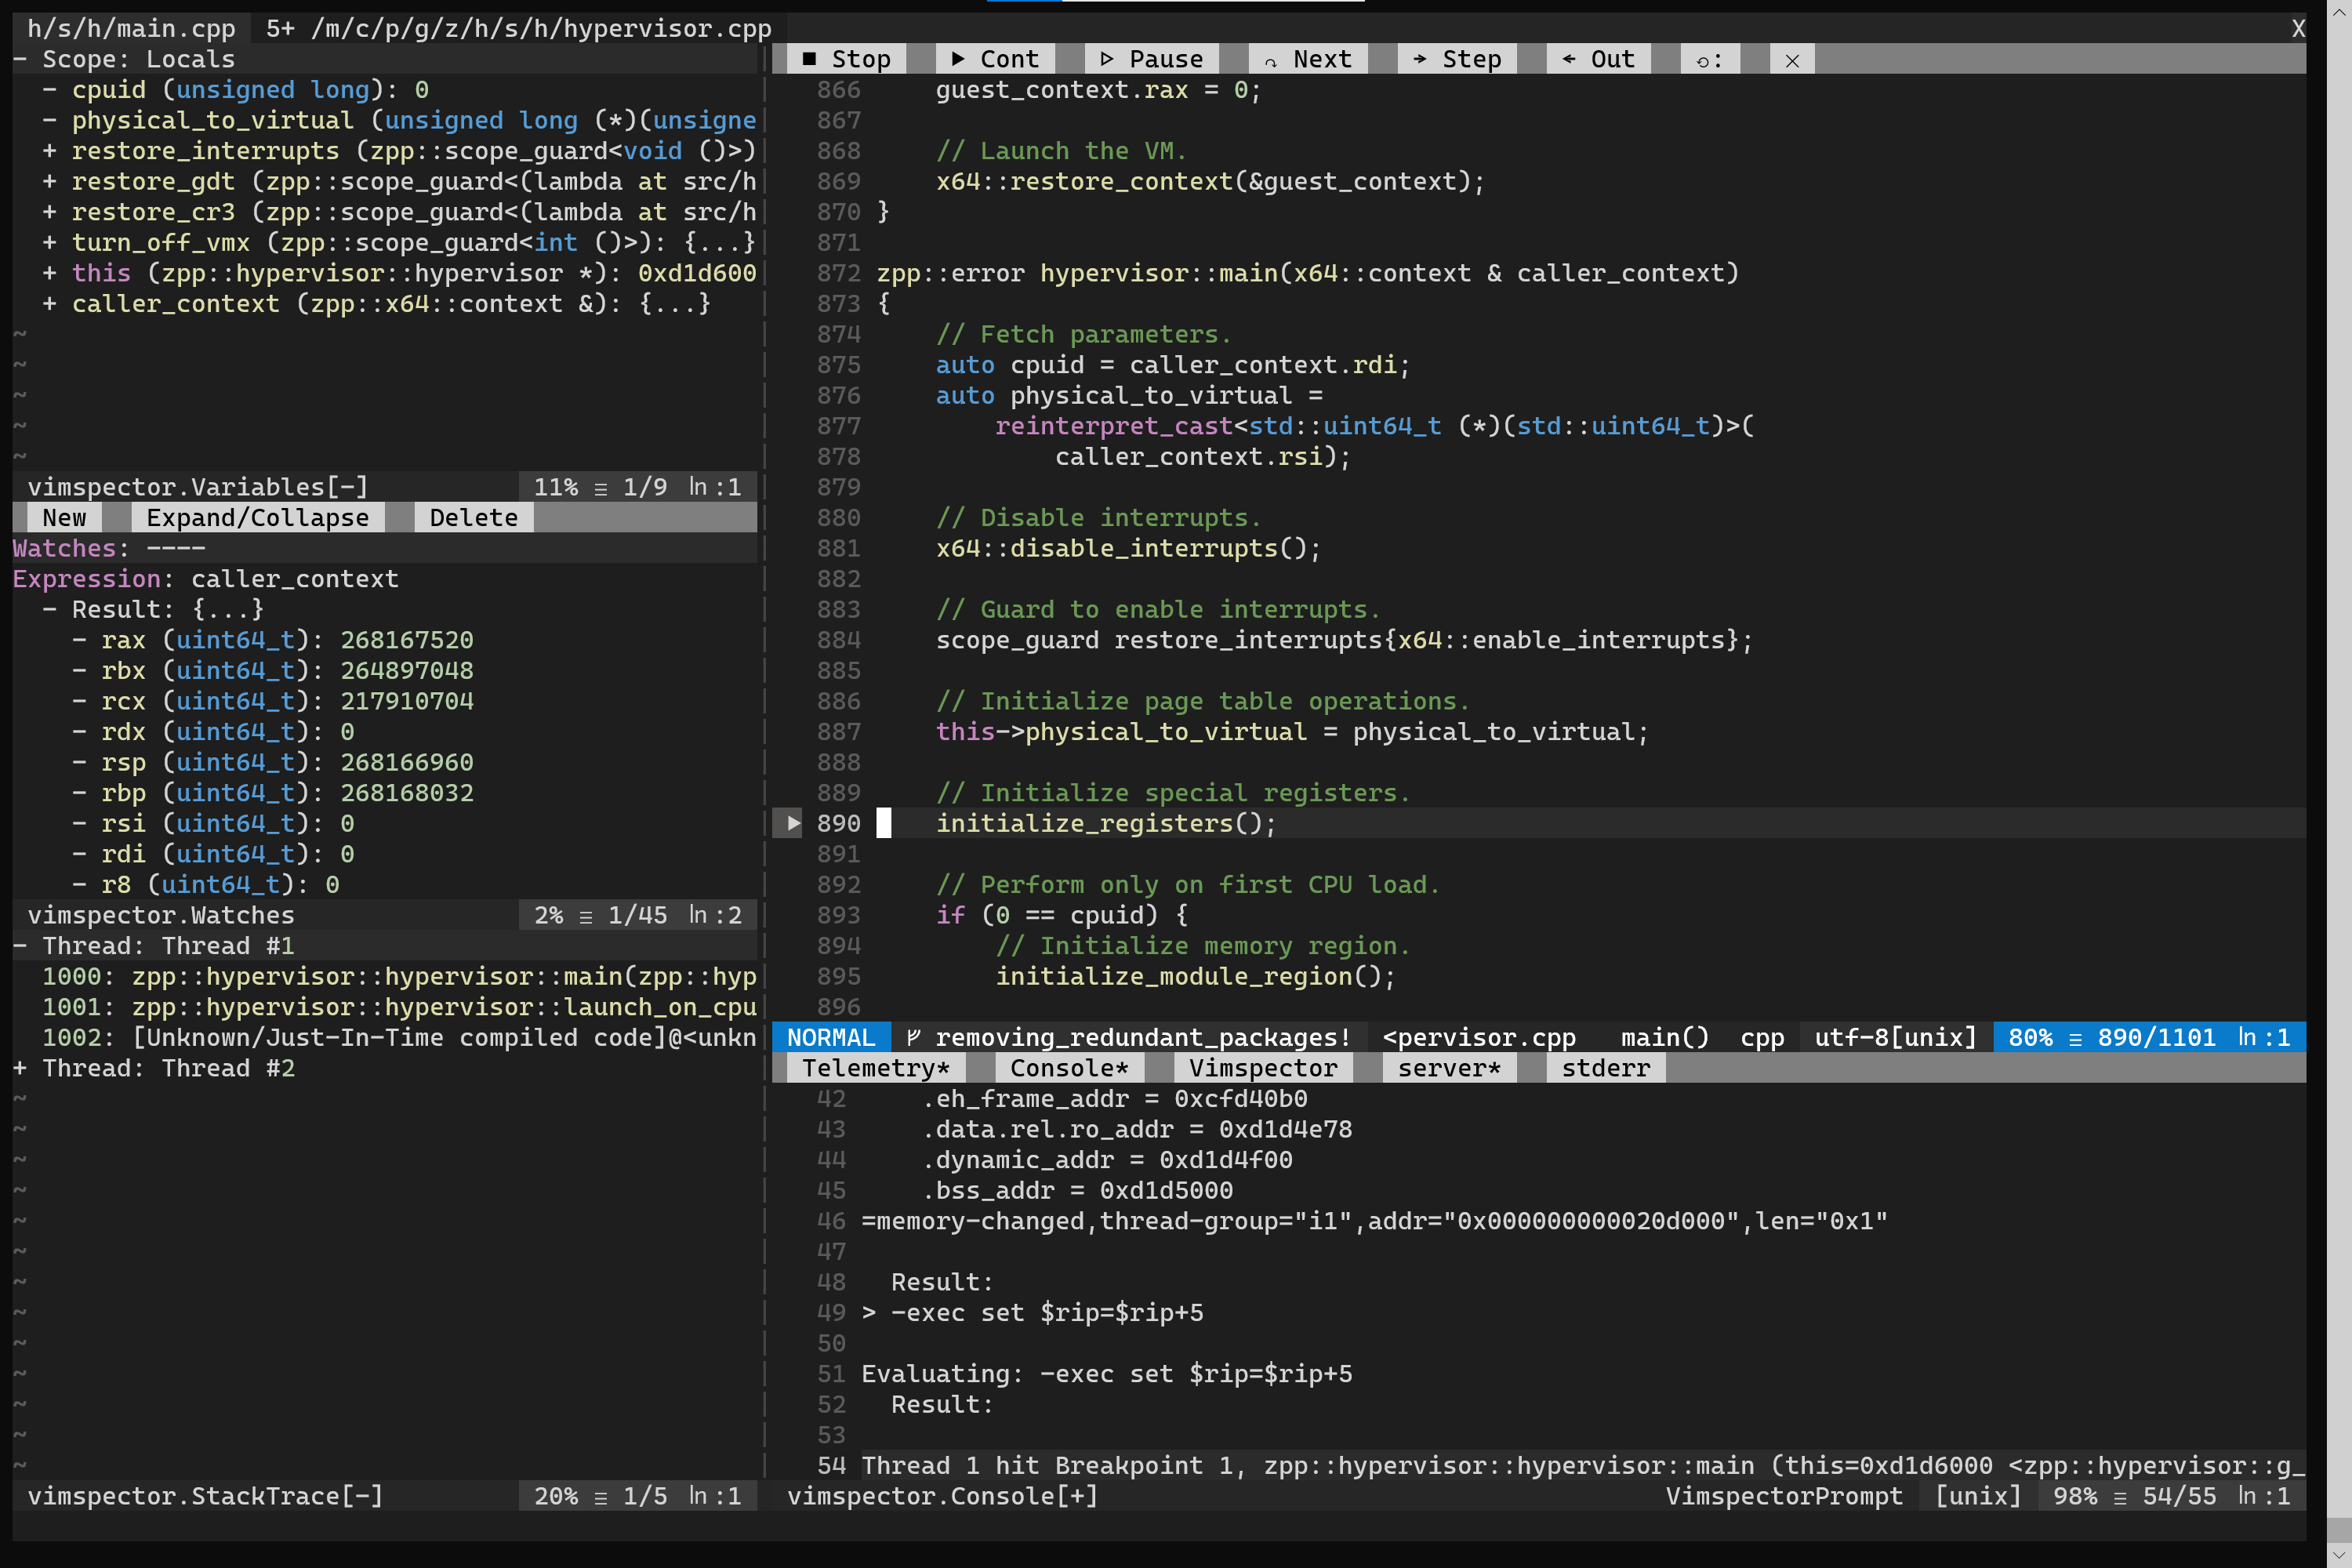 h/s/h/main.cpp  5+ /m/c/p/g/z/h/s/h/hypervisor.cpp  X
- Scope: Locals
  - cpuid (unsigned long): 0
  - physical_to_virtual (unsigned long (*)(unsigne
  + restore_interrupts (zpp::scope_guard<void ()>)
  + restore_gdt (zpp::scope_guard<(lambda at src/h
  + restore_cr3 (zpp::scope_guard<(lambda at src/h
  + turn_off_vmx (zpp::scope_guard<int ()>): {...}
  + this (zpp::hypervisor::hypervisor *): 0xd1d600
  + caller_context (zpp::x64::context &): {...}
~
~
~
~
~
vimspector.Variables[-]  11% ≡ 1/9 ln:1
New  Expand/Collapse  Delete
Watches: ----
Expression: caller_context
  - Result: {...}
    - rax (uint64_t): 268167520
    - rbx (uint64_t): 264897048
    - rcx (uint64_t): 217910704
    - rdx (uint64_t): 0
    - rsp (uint64_t): 268166960
    - rbp (uint64_t): 268168032
    - rsi (uint64_t): 0
    - rdi (uint64_t): 0
    - r8 (uint64_t): 0
vimspector.Watches  2% ≡ 1/45 ln:2
- Thread: Thread #1
  1000: zpp::hypervisor::hypervisor::main(zpp::hyp
  1001: zpp::hypervisor::hypervisor::launch_on_cpu
  1002: [Unknown/Just-In-Time compiled code]@<unkn
+ Thread: Thread #2
~
~
~
~
~
~
~
~
~
~
~
~
~
vimspector.StackTrace[-]  20% ≡ 1/5 ln:1
■ Stop  ▶ Cont  ▷ Pause  ↷ Next  → Step  ← Out  ⟲:  ✕
866     guest_context.rax = 0;
867
868     // Launch the VM.
869     x64::restore_context(&guest_context);
870 }
871
872 zpp::error hypervisor::main(x64::context & caller_context)
873 {
874     // Fetch parameters.
875     auto cpuid = caller_context.rdi;
876     auto physical_to_virtual =
877         reinterpret_cast<std::uint64_t (*)(std::uint64_t)>(
878             caller_context.rsi);
879
880     // Disable interrupts.
881     x64::disable_interrupts();
882
883     // Guard to enable interrupts.
884     scope_guard restore_interrupts{x64::enable_interrupts};
885
886     // Initialize page table operations.
887     this->physical_to_virtual = physical_to_virtual;
888
889     // Initialize special registers.
▶ 890     initialize_registers();
891
892     // Perform only on first CPU load.
893     if (0 == cpuid) {
894         // Initialize memory region.
895         initialize_module_region();
896
NORMAL  removing_redundant_packages!  <pervisor.cpp  main()  cpp  utf-8[unix]  80% ≡ 890/1101 ln:1
Telemetry*  Console*  Vimspector  server*  stderr
42     .eh_frame_addr = 0xcfd40b0
43     .data.rel.ro_addr = 0xd1d4e78
44     .dynamic_addr = 0xd1d4f00
45     .bss_addr = 0xd1d5000
46 =memory-changed,thread-group="i1",addr="0x000000000020d000",len="0x1"
47
48   Result:
49 > -exec set $rip=$rip+5
50
51 Evaluating: -exec set $rip=$rip+5
52   Result:
53
54 Thread 1 hit Breakpoint 1, zpp::hypervisor::hypervisor::main (this=0xd1d6000 <zpp::hypervisor::g_
vimspector.Console[+]  VimspectorPrompt  [unix]  98% ≡ 54/55 ln:1